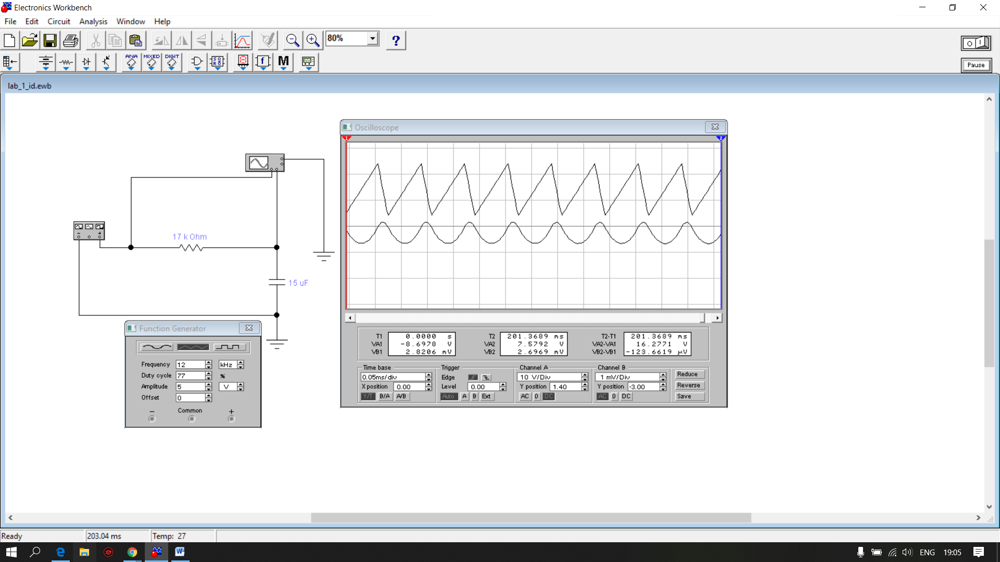 Electronics Workbench
File Edit Circuit Analysis Window Help
80%
?
ANA MIXED DIGIT
f M
Pause
lab_1_id.ewb
17 k Ohm
15 uF
Function Generator
Frequency 12 kHz
Duty cycle 77 %
Amplitude 5 V
Offset 0
− Common +
Oscilloscope
1 2
T1 0.0000 s
VA1 -8.6978 V
VB1 2.8206 mV
T2 201.3689 ms
VA2 7.5792 V
VB2 2.6969 mV
T2-T1 201.3689 ms
VA2-VA1 16.2771 V
VB2-VB1 -123.6619 µV
Time base
0.05ms/div
X position 0.00
Y/T B/A A/B
Trigger
Edge
Level 0.00
Auto A B Ext
Channel A
10 V/Div
Y position 1.40
AC 0 DC
Channel B
1 mV/Div
Y position -3.00
AC 0 DC
Reduce
Reverse
Save
Ready 203.04 ms Temp: 27
ENG 19:05